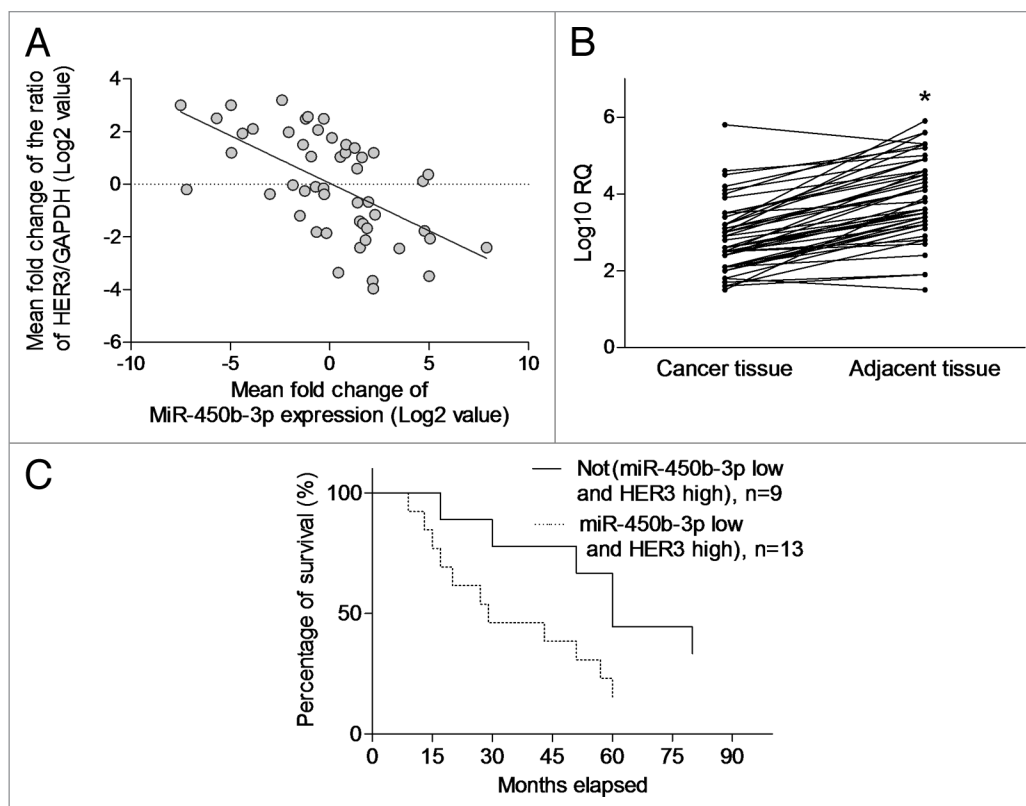 A
Mean fold change of the ratio
of HER3/GAPDH (Log2 value)
4
2
0
-2
-4
-6
-10
-5
0
5
10
Mean fold change of
MiR-450b-3p expression (Log2 value)
B
*
Log10 RQ
6
4
2
0
Cancer tissue
Adjacent tissue
C
Percentage of survival (%)
100
50
0
0
15
30
45
60
75
90
Months elapsed
Not(miR-450b-3p low
and HER3 high), n=9
miR-450b-3p low
and HER3 high), n=13